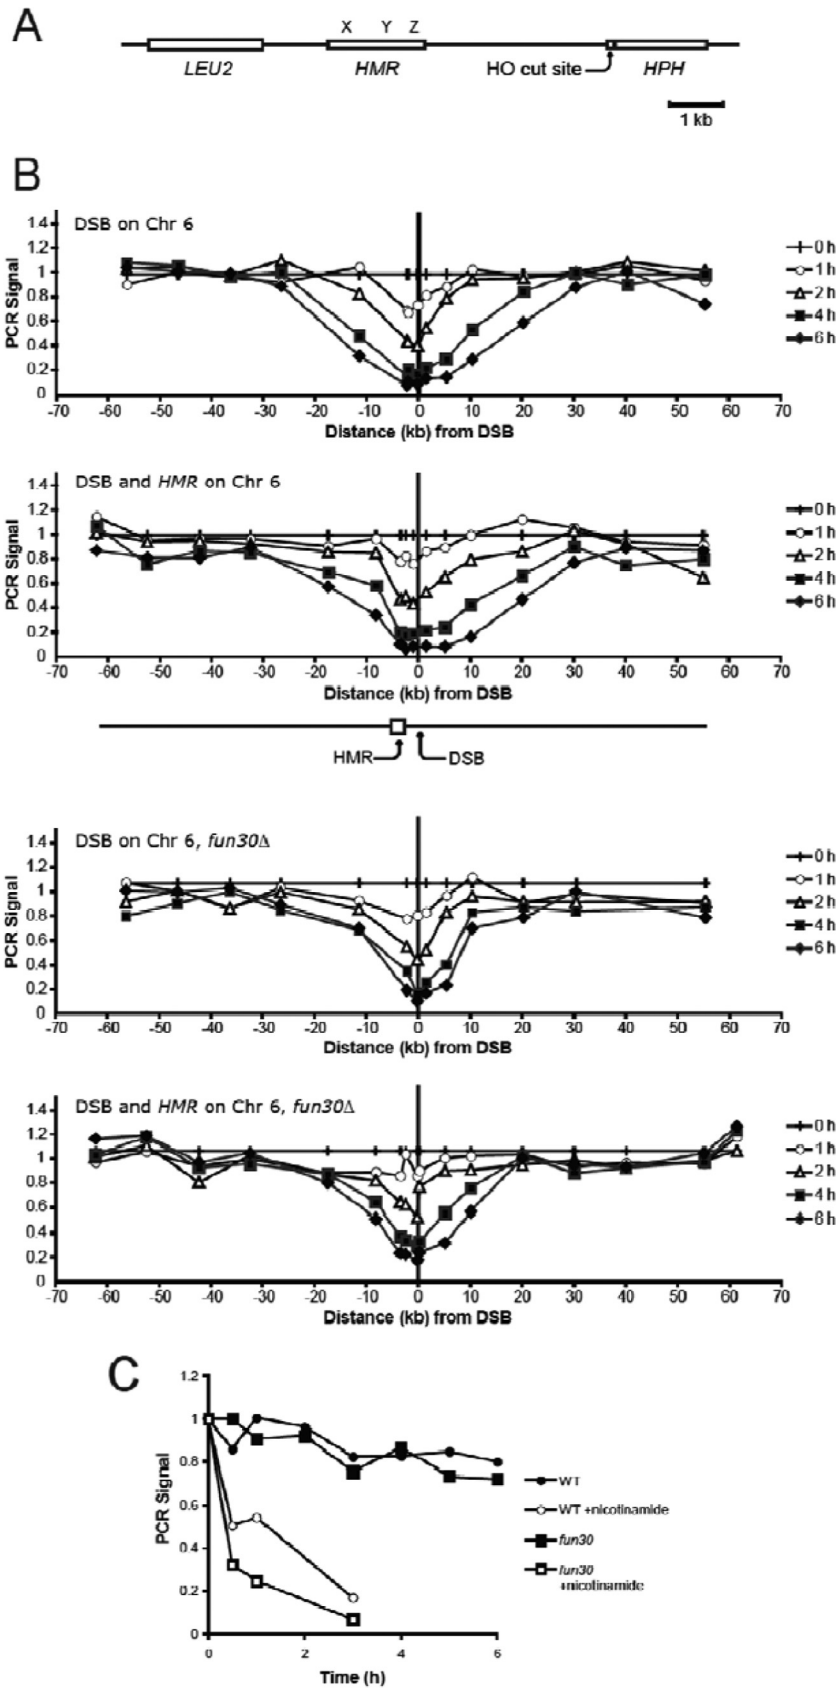 A
X Y Z
LEU2 HMR HO cut site HPH
1 kb
B
DSB on Chr 6
1.4
1.2
1
0.8
0.6
0.4
0.2
0
PCR Signal
-70 -60 -50 -40 -30 -20 -10 0 10 20 30 40 50 60 70
Distance (kb) from DSB
0 h
1 h
2 h
4 h
6 h
DSB and HMR on Chr 6
1.4
1.2
1
0.8
0.6
0.4
0.2
0
PCR Signal
-70 -60 -50 -40 -30 -20 -10 0 10 20 30 40 50 60 70
Distance (kb) from DSB
0 h
1 h
2 h
4 h
6 h
HMR DSB
DSB on Chr 6, fun30Δ
1.4
1.2
1
0.8
0.6
0.4
0.2
0
PCR Signal
-70 -60 -50 -40 -30 -20 -10 0 10 20 30 40 50 60 70
Distance (kb) from DSB
0 h
1 h
2 h
4 h
6 h
DSB and HMR on Chr 6, fun30Δ
1.4
1.2
1
0.8
0.6
0.4
0.2
0
PCR Signal
-70 -60 -50 -40 -30 -20 -10 0 10 20 30 40 50 60 70
Distance (kb) from DSB
0 h
1 h
2 h
4 h
6 h
C
1.2
1
0.8
0.6
0.4
0.2
0
PCR Signal
0 2 4 6
Time (h)
WT
WT +nicotinamide
fun30
fun30
+nicotinamide